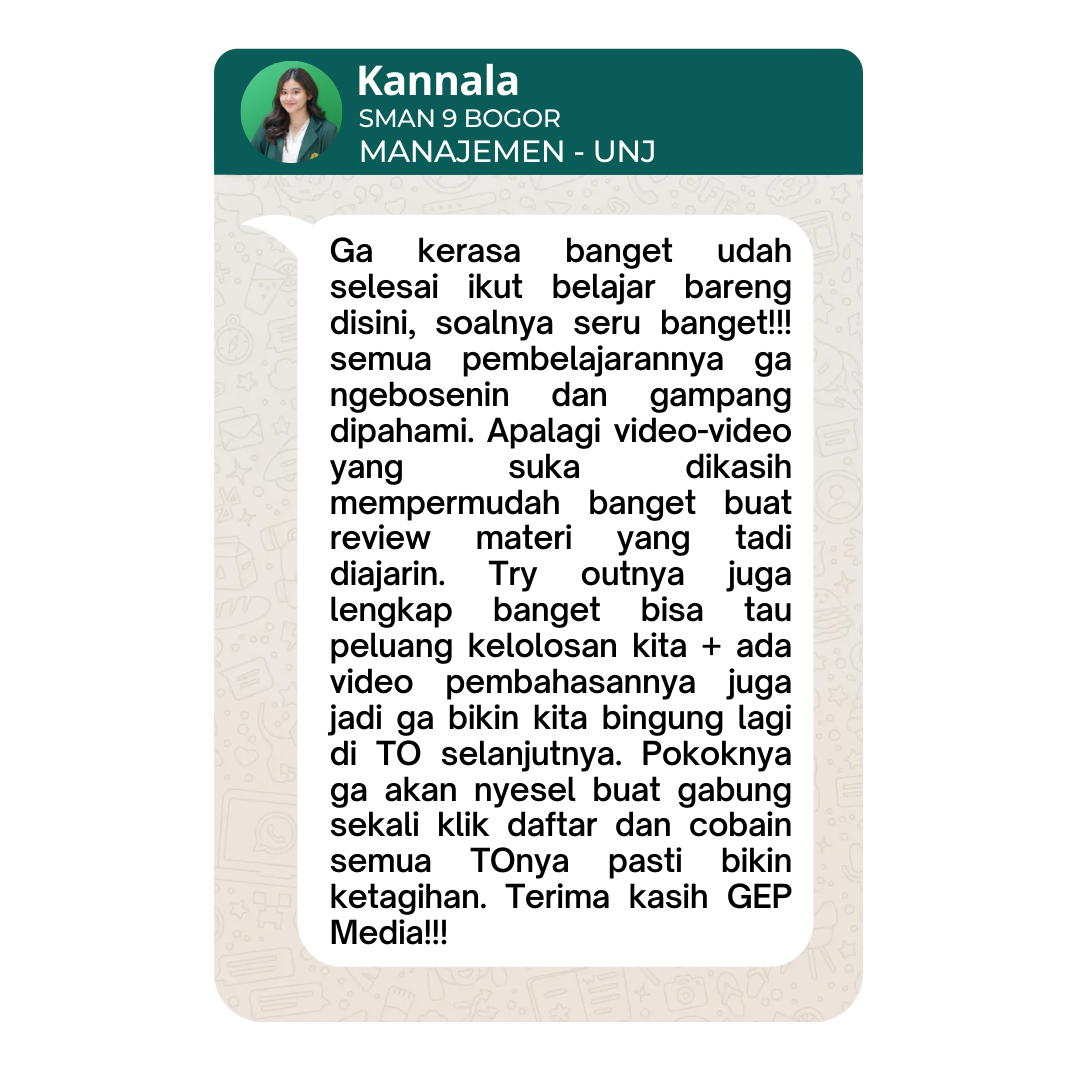 Kannala
SMAN 9 BOGOR
MANAJEMEN - UNJ
Ga kerasa banget udah
selesai ikut belajar bareng
disini, soalnya seru banget!!!
semua pembelajarannya ga
ngebosenin dan gampang
dipahami. Apalagi video-video
yang suka dikasih
mempermudah banget buat
review materi yang tadi
diajarin. Try outnya juga
lengkap banget bisa tau
peluang kelolosan kita + ada
video pembahasannya juga
jadi ga bikin kita bingung lagi
di TO selanjutnya. Pokoknya
ga akan nyesel buat gabung
sekali klik daftar dan cobain
semua TOnya pasti bikin
ketagihan. Terima kasih GEP
Media!!!